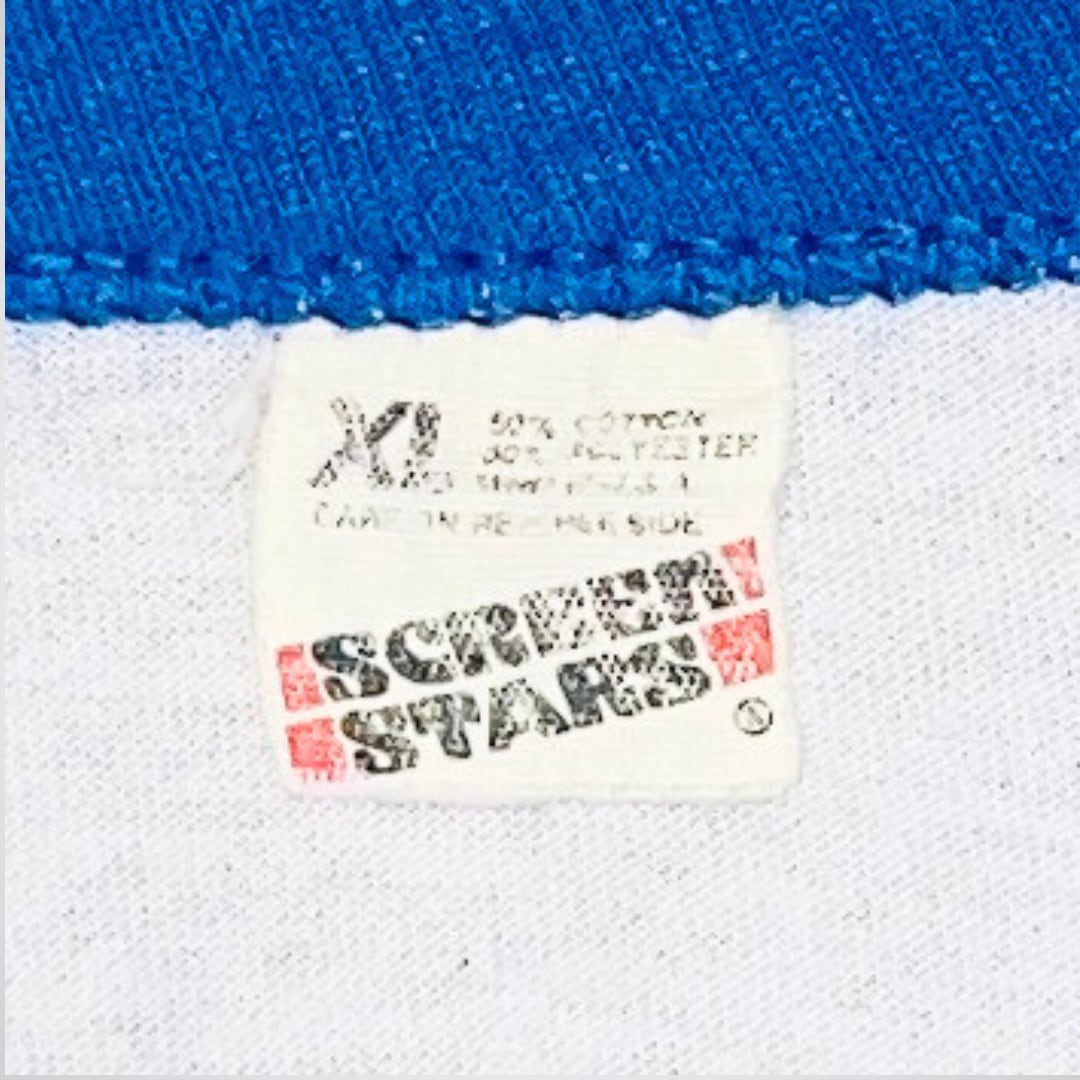 XL
50% COTTON
50% POLYESTER
CARE ON REVERSE SIDE
SCREEN
STARS